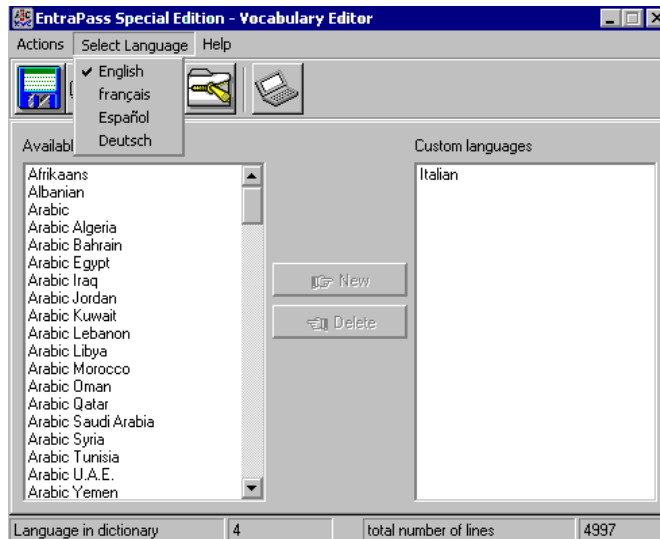 EntraPass Special Edition - Vocabulary Editor
Actions Select Language Help
English
français
Español
Deutsch
Custom languages
Afrikaans
Albanian
Arabic
Arabic Algeria
Arabic Bahrain
Arabic Egypt
Arabic Iraq
Arabic Jordan
Arabic Kuwait
Arabic Lebanon
Arabic Libya
Arabic Morocco
Arabic Oman
Arabic Qatar
Arabic Saudi Arabia
Arabic Syria
Arabic Tunisia
Arabic U.A.E.
Arabic Yemen
New
Delete
Italian
Language in dictionary 4 total number of lines 4997